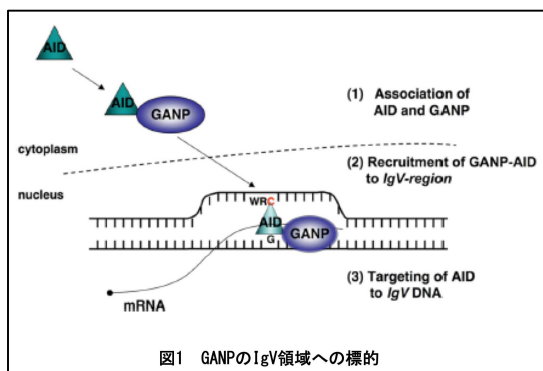 AID
AID
GANP
(1) Association of
AID and GANP
cytoplasm
nucleus
(2) Recruitment of GANP-AID
to IgV-region
WRC
AID
G
GANP
(3) Targeting of AID
to IgV DNA
mRNA
図1 GANPのIgV領域への標的